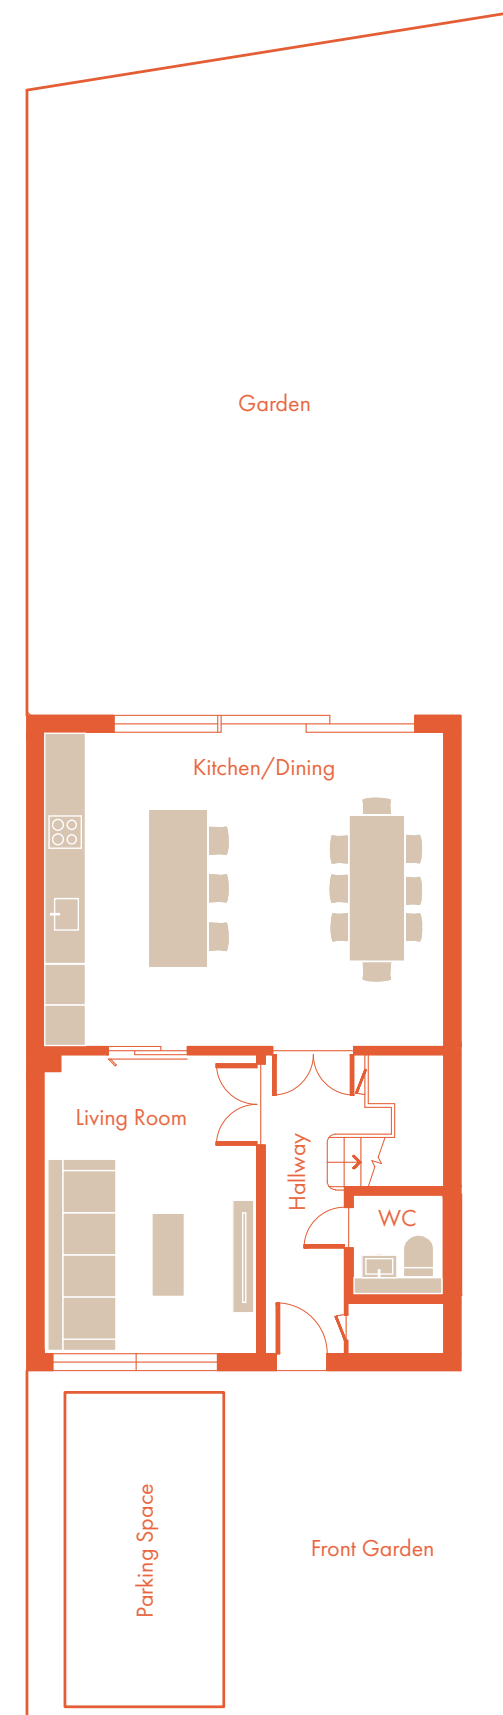 Garden
Kitchen/Dining
Living Room
Hallway
WC
Parking Space
Front Garden